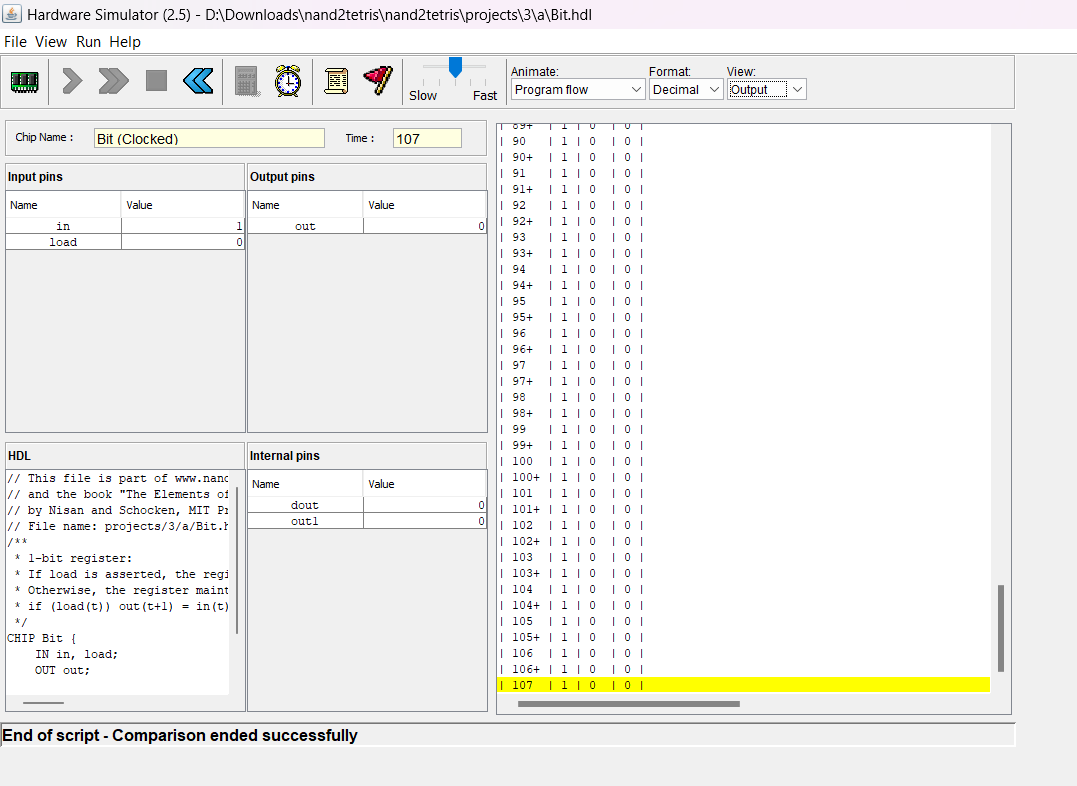 Hardware Simulator (2.5) - D:\Downloads\nand2tetris\nand2tetris\projects\3\a\Bit.hdl
File View Run Help
Slow Fast
Animate: Format: View:
Program flow Decimal Output
Chip Name : Bit (Clocked) Time : 107
Input pins
Name Value
in 1
load 0
Output pins
Name Value
out 0
HDL
// This file is part of www.nand
// and the book "The Elements of
// by Nisan and Schocken, MIT Pr
// File name: projects/3/a/Bit.h
/**
* 1-bit register:
* If load is asserted, the regi
* Otherwise, the register maint
* if (load(t)) out(t+1) = in(t)
*/
CHIP Bit {
IN in, load;
OUT out;
Internal pins
Name Value
dout 0
out1 0
| 89+ | 1 | 0 | 0 |
| 90 | 1 | 0 | 0 |
| 90+ | 1 | 0 | 0 |
| 91 | 1 | 0 | 0 |
| 91+ | 1 | 0 | 0 |
| 92 | 1 | 0 | 0 |
| 92+ | 1 | 0 | 0 |
| 93 | 1 | 0 | 0 |
| 93+ | 1 | 0 | 0 |
| 94 | 1 | 0 | 0 |
| 94+ | 1 | 0 | 0 |
| 95 | 1 | 0 | 0 |
| 95+ | 1 | 0 | 0 |
| 96 | 1 | 0 | 0 |
| 96+ | 1 | 0 | 0 |
| 97 | 1 | 0 | 0 |
| 97+ | 1 | 0 | 0 |
| 98 | 1 | 0 | 0 |
| 98+ | 1 | 0 | 0 |
| 99 | 1 | 0 | 0 |
| 99+ | 1 | 0 | 0 |
| 100 | 1 | 0 | 0 |
| 100+ | 1 | 0 | 0 |
| 101 | 1 | 0 | 0 |
| 101+ | 1 | 0 | 0 |
| 102 | 1 | 0 | 0 |
| 102+ | 1 | 0 | 0 |
| 103 | 1 | 0 | 0 |
| 103+ | 1 | 0 | 0 |
| 104 | 1 | 0 | 0 |
| 104+ | 1 | 0 | 0 |
| 105 | 1 | 0 | 0 |
| 105+ | 1 | 0 | 0 |
| 106 | 1 | 0 | 0 |
| 106+ | 1 | 0 | 0 |
| 107 | 1 | 0 | 0 |
End of script - Comparison ended successfully